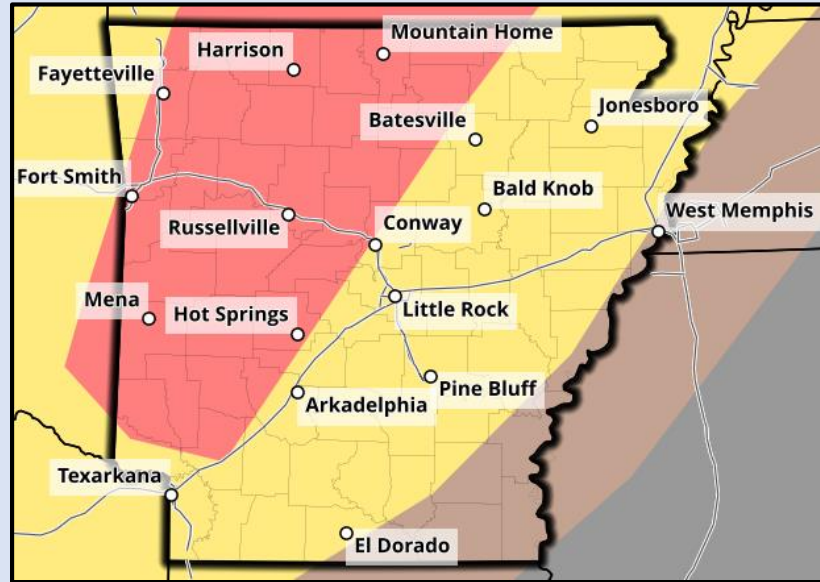 Mountain Home
Harrison
Fayetteville
Jonesboro
Batesville
Fort Smith
Bald Knob
West Memphis
Russellville
Conway
Mena
Hot Springs
Little Rock
Pine Bluff
Arkadelphia
Texarkana
El Dorado